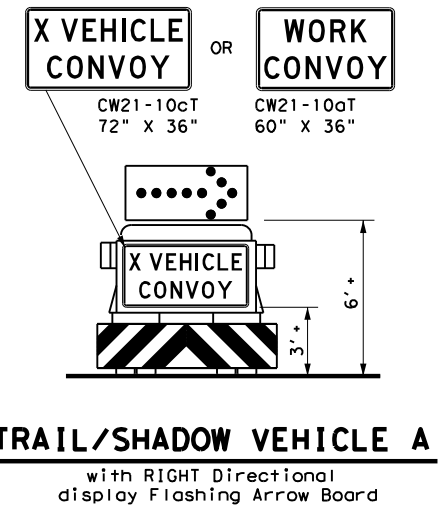 X VEHICLE
CONVOY
OR
WORK
CONVOY
CW21-10cT
72" X 36"
CW21-10aT
60" X 36"
X VEHICLE
CONVOY
6' +
3' +
TRAIL/SHADOW VEHICLE A
with RIGHT Directional
display Flashing Arrow Board